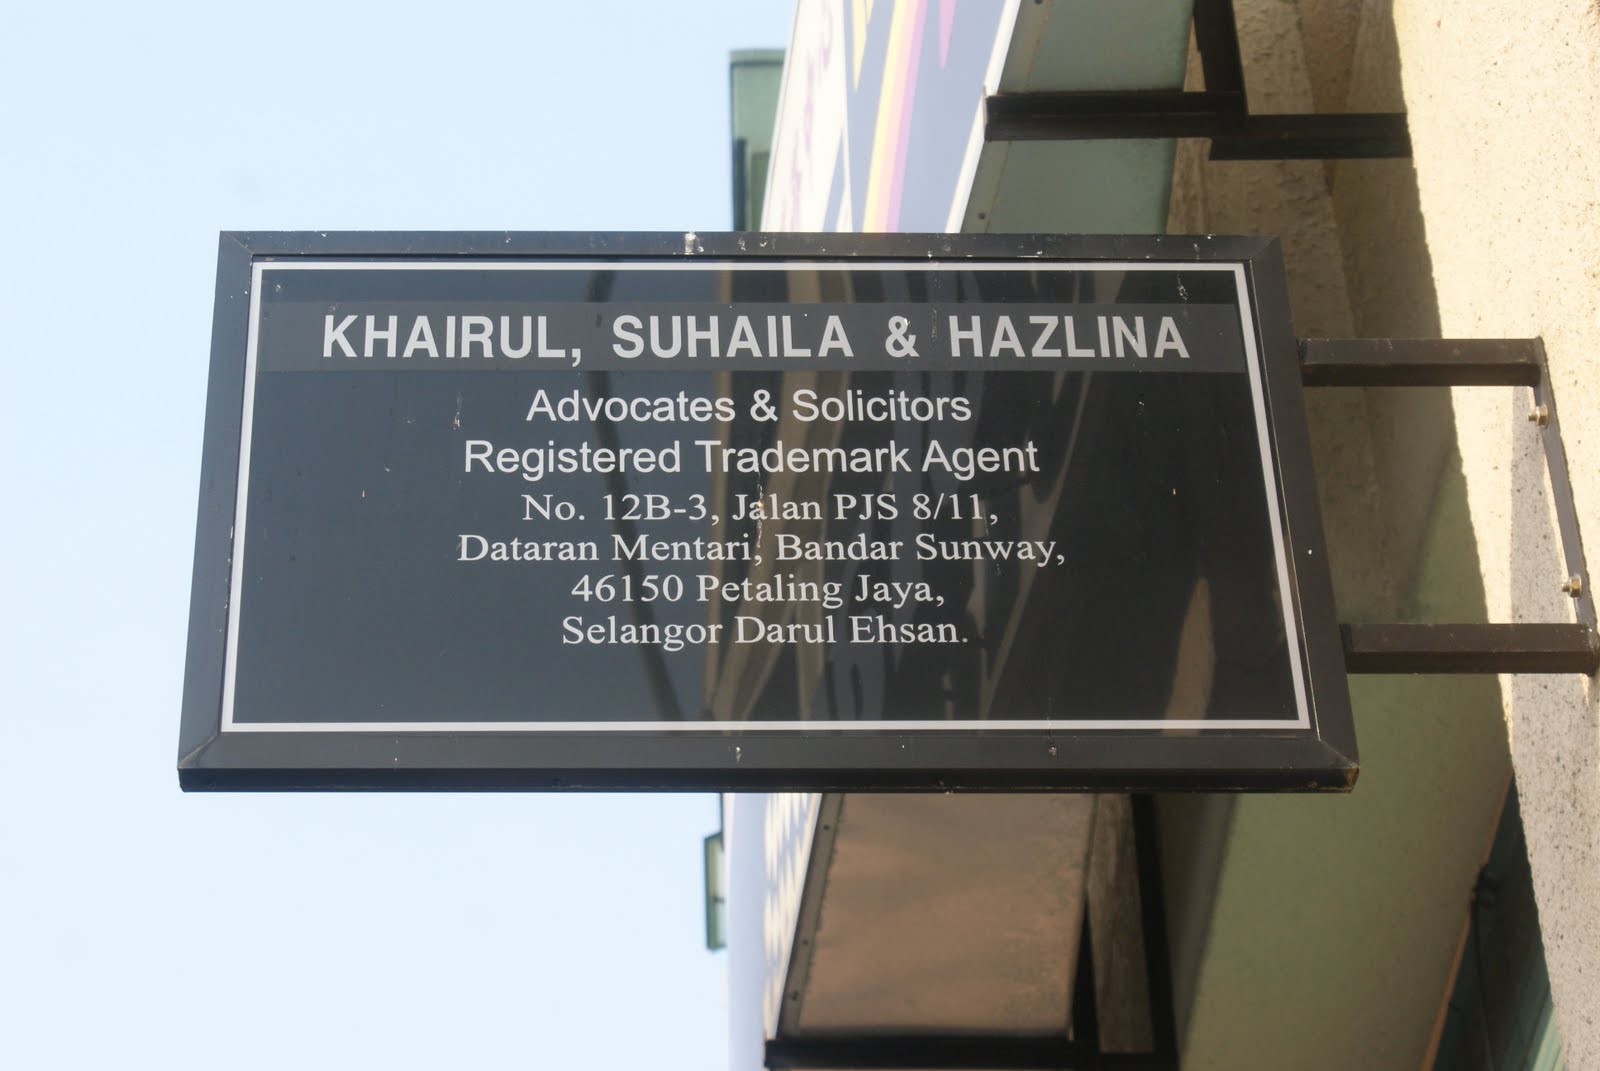 KHAIRUL, SUHAILA & HAZLINA
Advocates & Solicitors
Registered Trademark Agent
No. 12B-3, Jalan PJS 8/11,
Dataran Mentari, Bandar Sunway,
46150 Petaling Jaya,
Selangor Darul Ehsan.